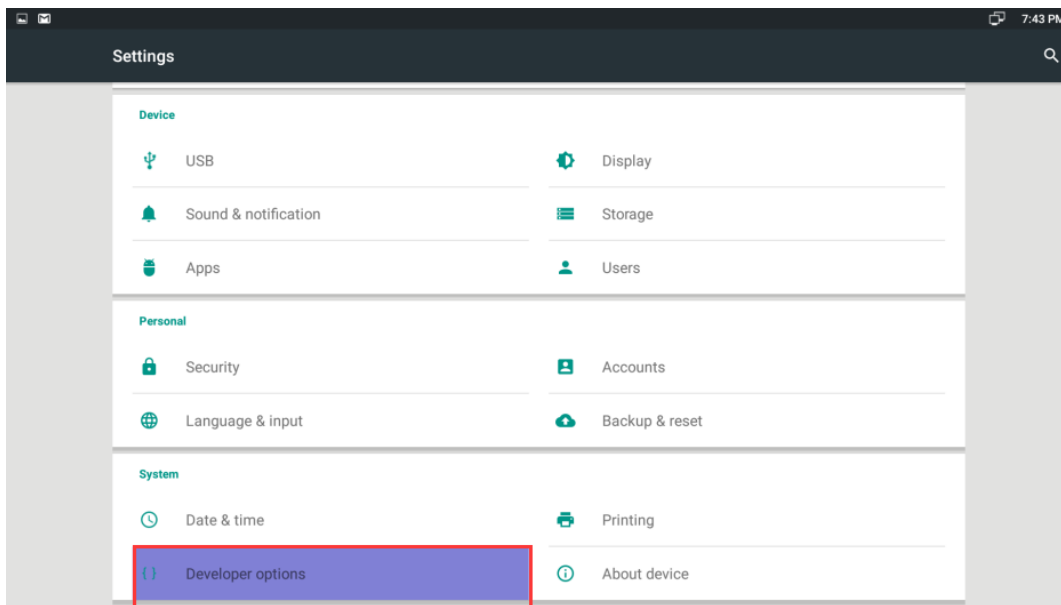 7:43 PM
Settings
Device
USB
Display
Sound & notification
Storage
Apps
Users
Personal
Security
Accounts
Language & input
Backup & reset
System
Date & time
Printing
{ } Developer options
About device